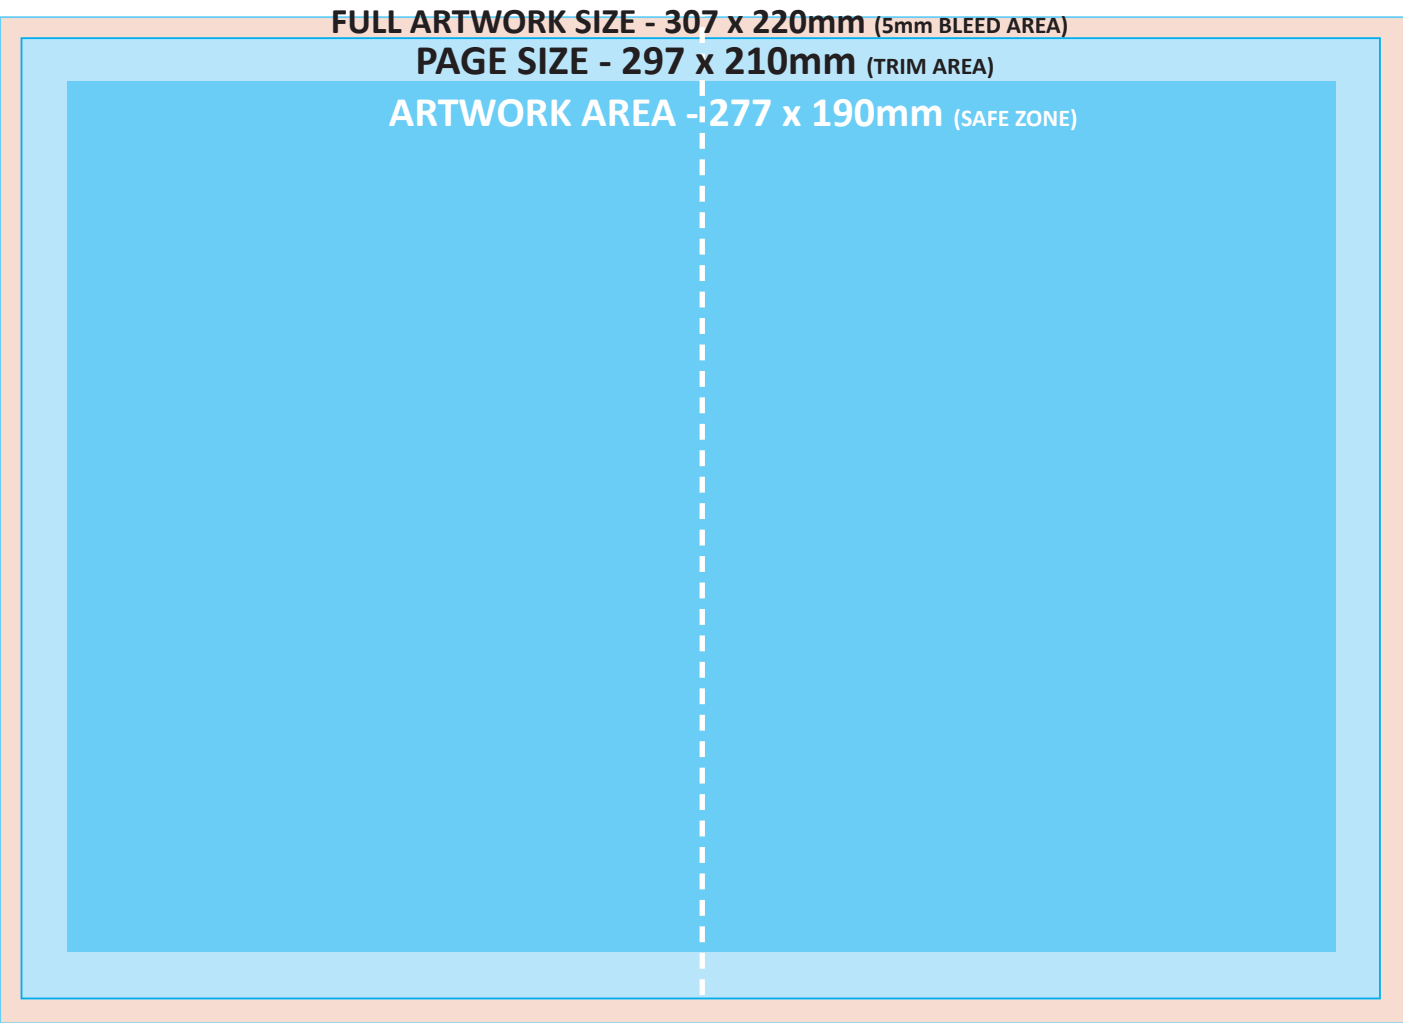 FULL ARTWORK SIZE - 307 x 220mm (5mm BLEED AREA)
PAGE SIZE - 297 x 210mm (TRIM AREA)
ARTWORK AREA - 277 x 190mm (SAFE ZONE)